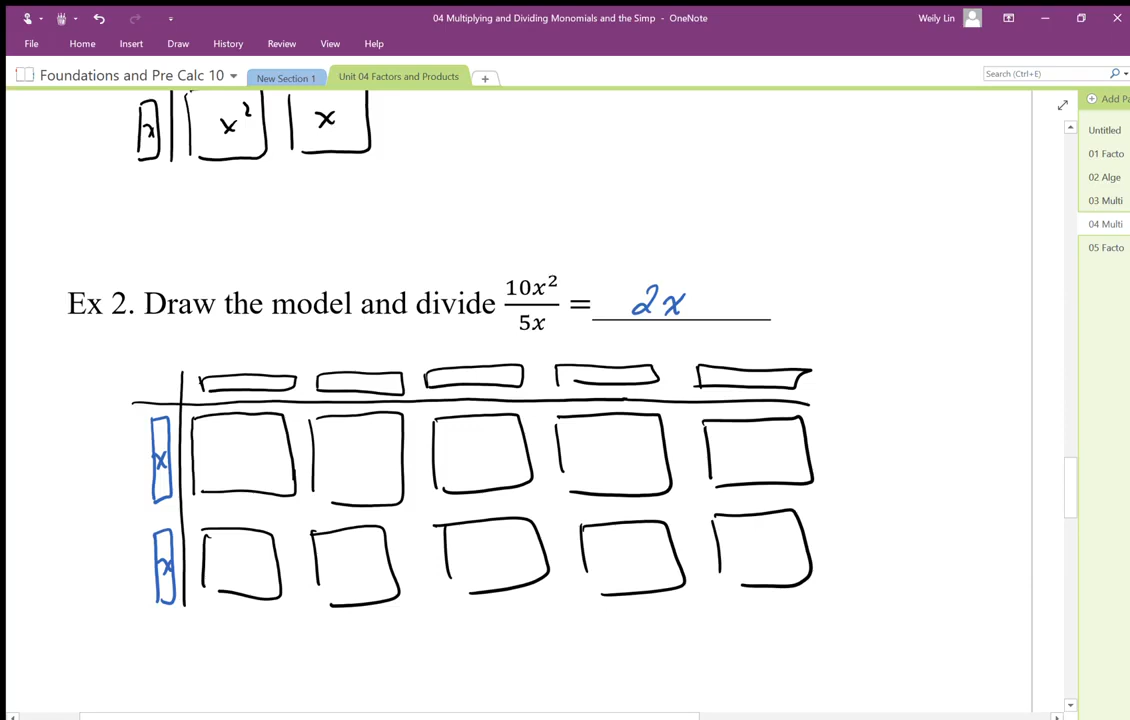 04 Multiplying and Dividing Monomials and the Simp - OneNote
Weily Lin
File Home Insert Draw History Review View Help
Foundations and Pre Calc 10
New Section 1
Unit 04 Factors and Products
Search (Ctrl+E)
Add Pa
Untitled
01 Facto
02 Alge
03 Multi
04 Multi
05 Facto
x x² x
Ex 2. Draw the model and divide 10x²/5x = 2x
x
x